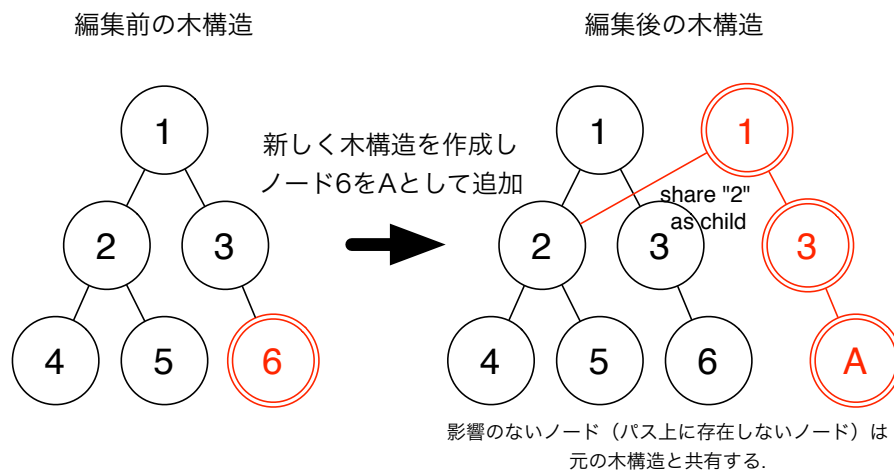 編集前の木構造
編集後の木構造
1
2
3
4
5
6
新しく木構造を作成し
ノード6をAとして追加
1
1
share "2"
as child
2
3
3
4
5
6
A
影響のないノード（パス上に存在しないノード）は
元の木構造と共有する.